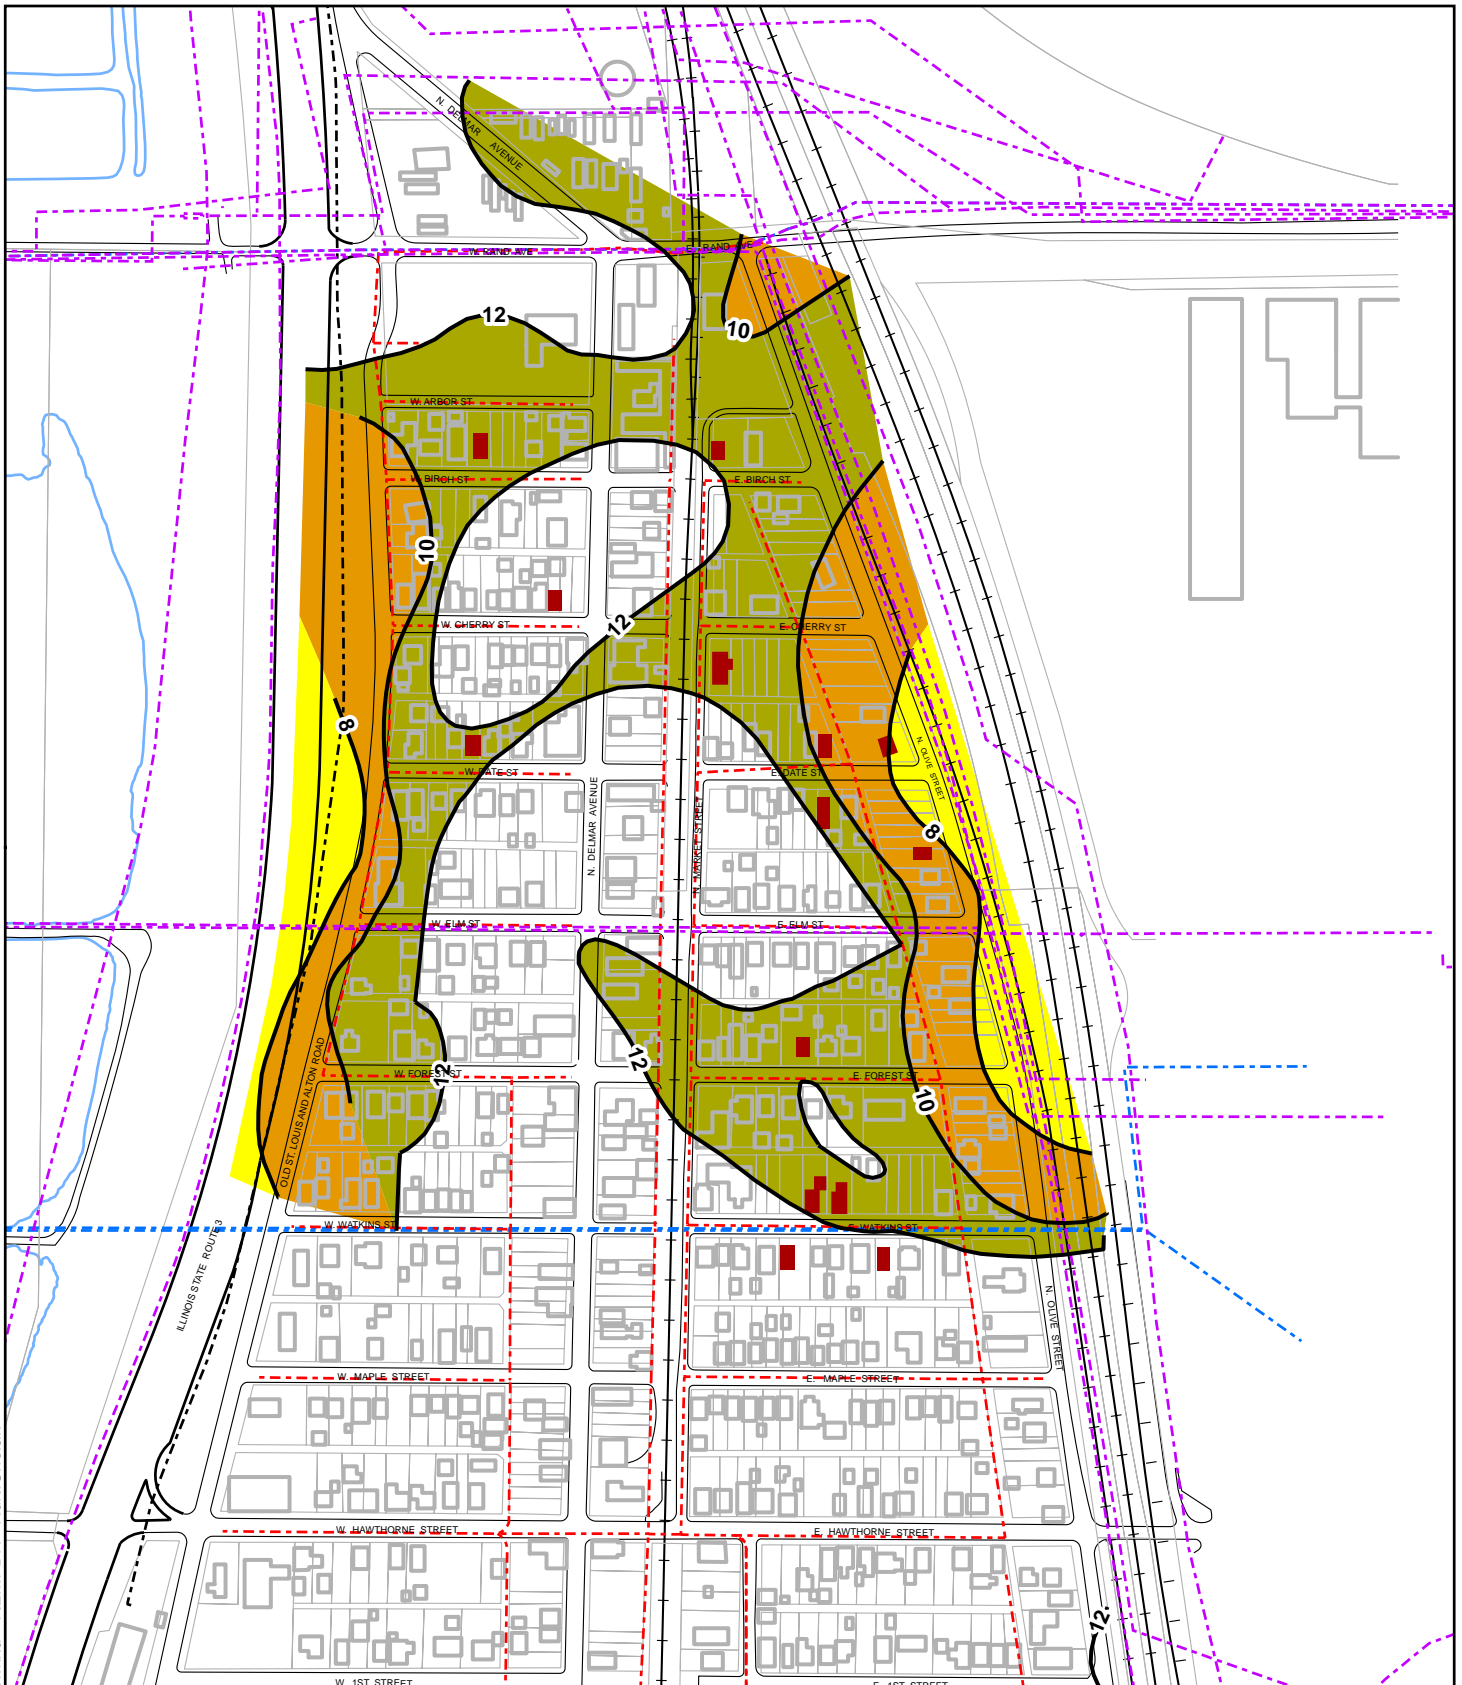 N. DELMAR AVENUE
W. RAND AVE
E. RAND AVE
12
10
W. ARBOR ST
W. BIRCH ST
E. BIRCH ST
10
W. CHERRY ST
12
E. CHERRY ST
8
W. DATE ST
E. DATE ST
N. OLIVE STREET
N. DELMAR AVENUE
N. MARKET STREET
8
W. ELM ST
E. ELM ST
OLD ST. LOUIS AND ALTON ROAD
W. FOREST ST
12
12
E. FOREST ST
10
W. WATKINS ST
E. WATKINS ST
ILLINOIS STATE ROUTE 3
N. OLIVE STREET
W. MAPLE STREET
E. MAPLE STREET
W. HAWTHORNE STREET
E. HAWTHORNE STREET
12
W. 1ST STREET
E. 1ST STREET